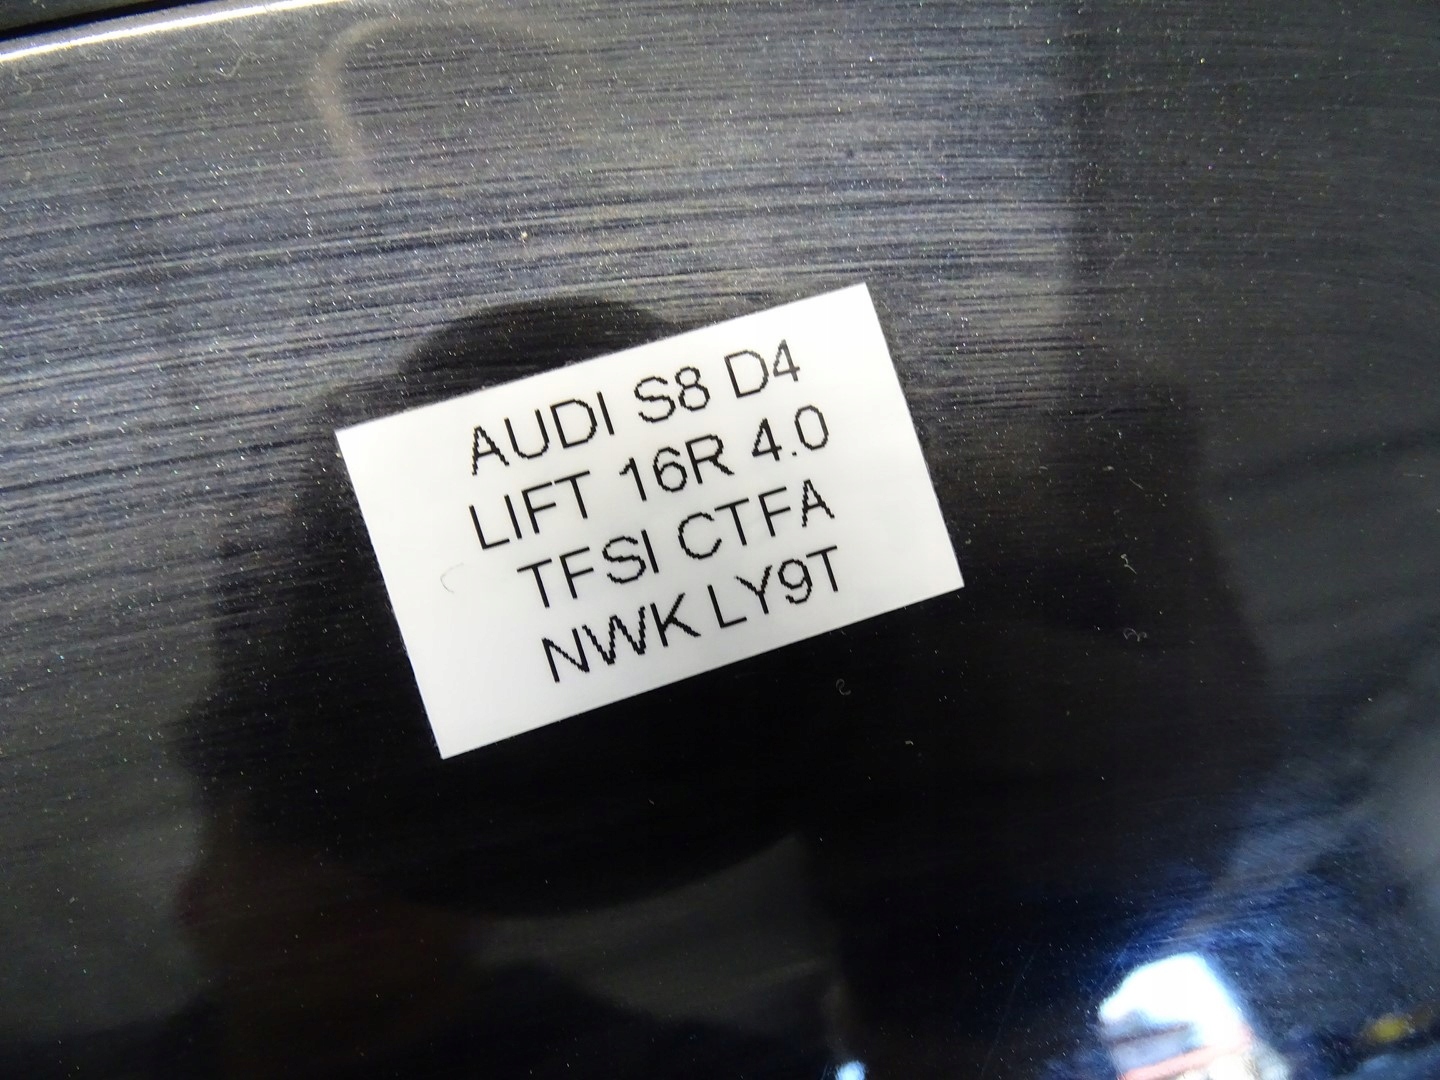 AUDI S8 D4
LIFT 16R 4.0
TFSI CTFA
NWK LY9T